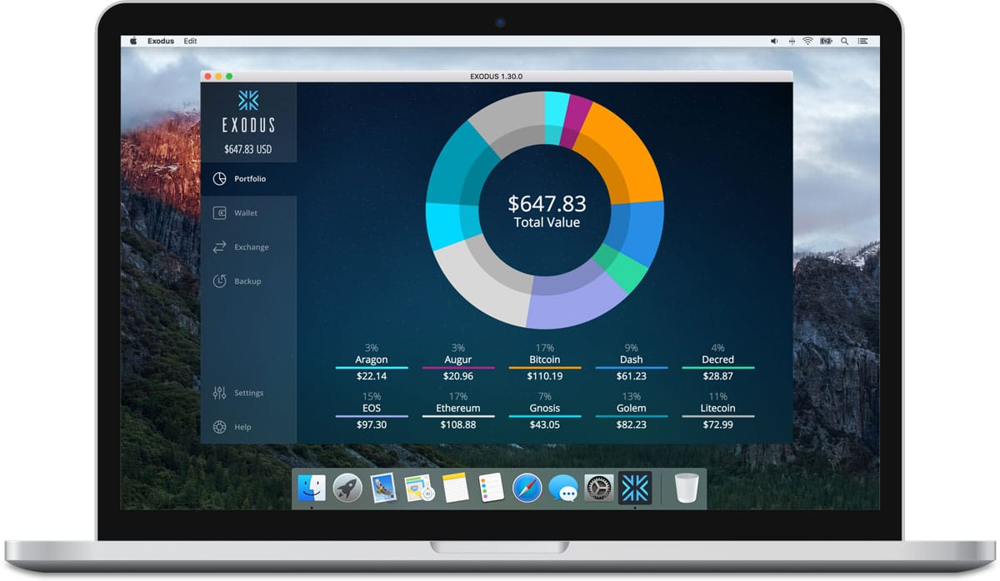 Exodus Edit
EXODUS 1.30.0
EXODUS
$647.83 USD
Portfolio
Wallet
Exchange
Backup
Settings
Help
$647.83
Total Value
3% 3% 17% 9% 4%
Aragon Augur Bitcoin Dash Decred
$22.14 $20.96 $110.19 $61.23 $28.87
15% 17% 7% 13% 11%
EOS Ethereum Gnosis Golem Litecoin
$97.30 $108.88 $43.05 $82.23 $72.99